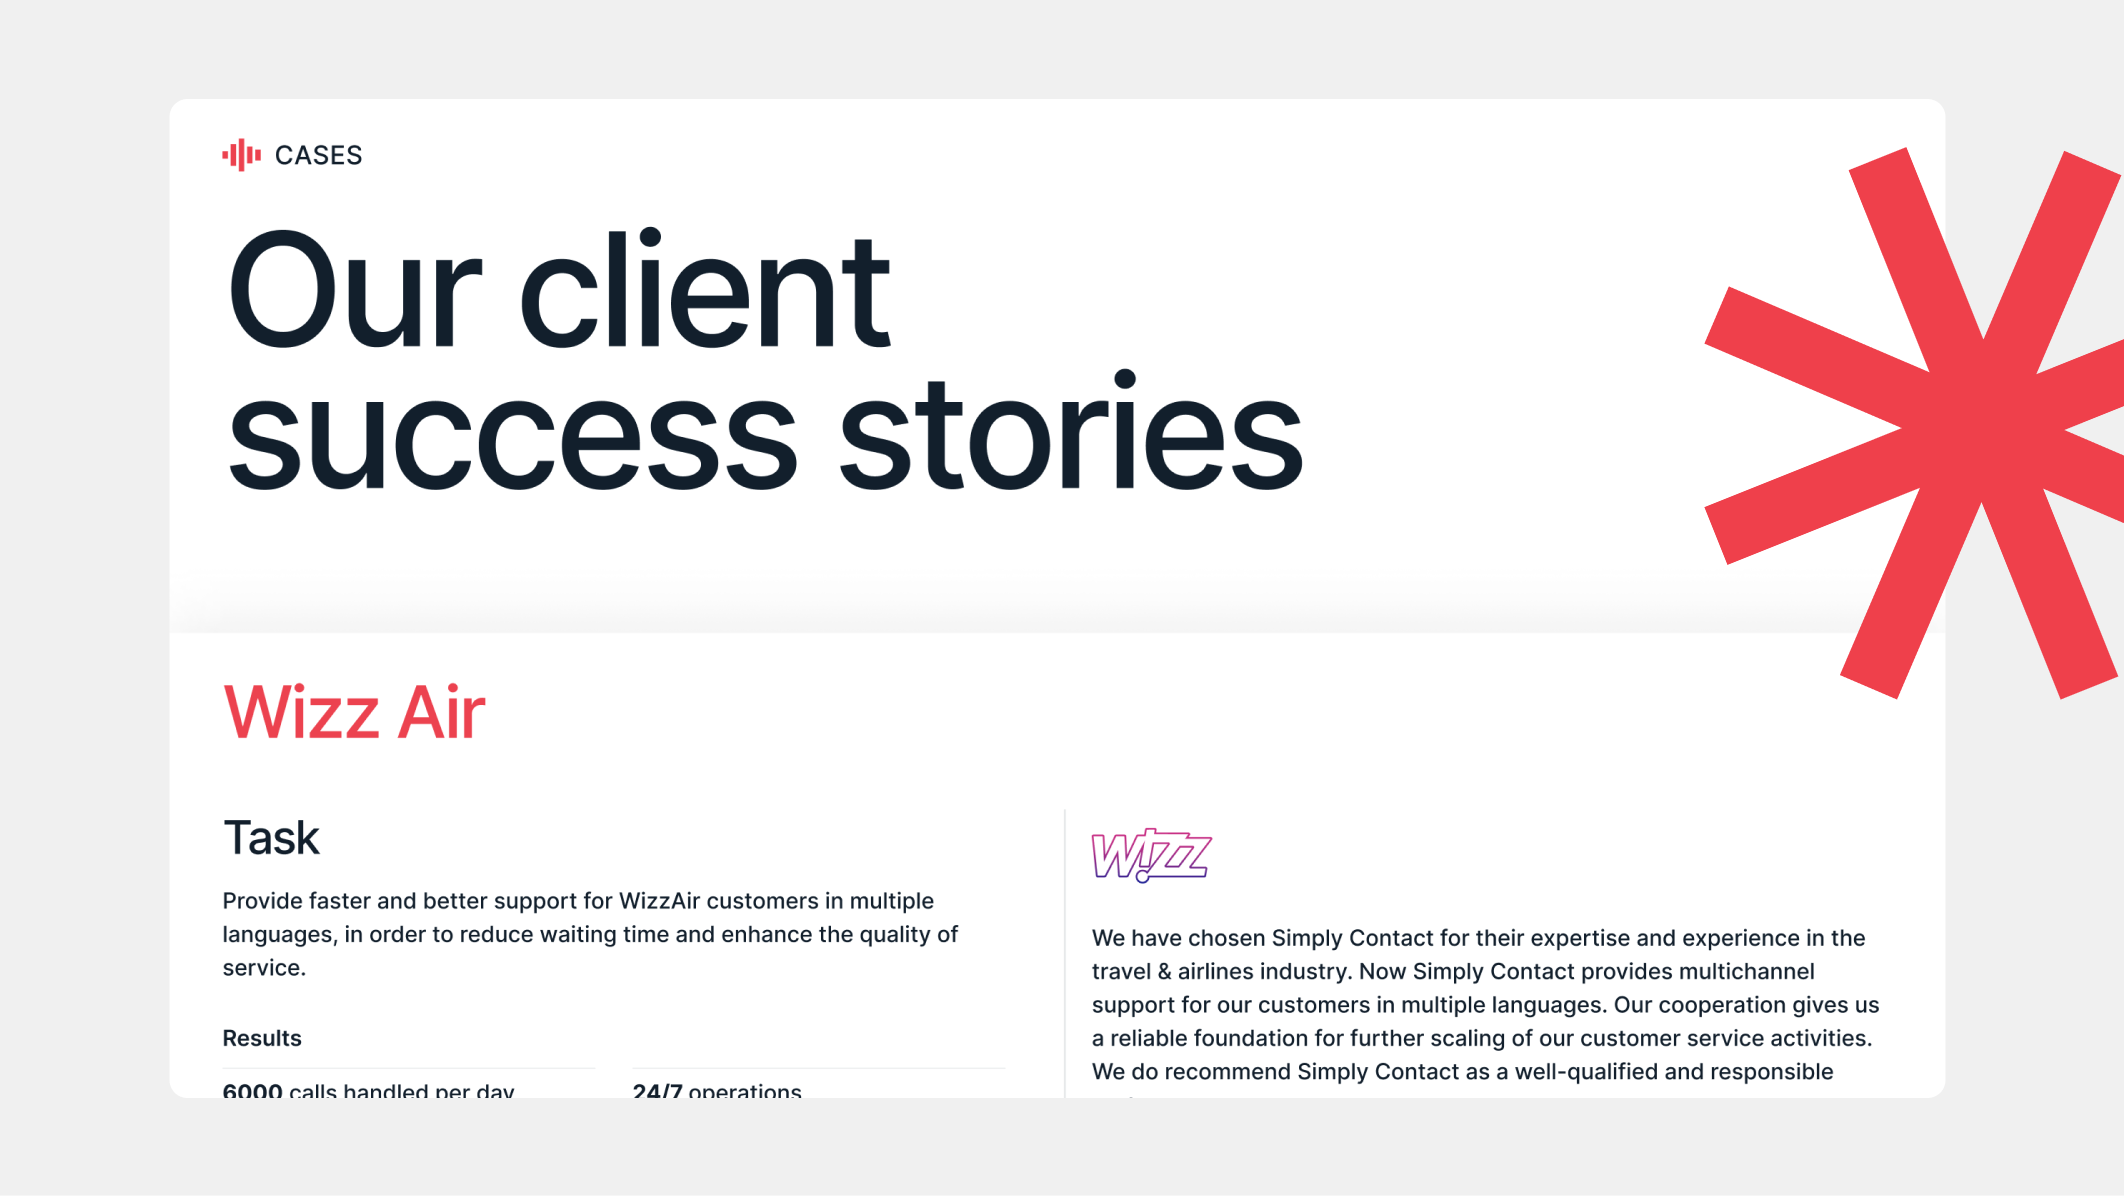 CASES
Our client
success stories
Wizz Air
Task
Provide faster and better support for WizzAir customers in multiple
languages, in order to reduce waiting time and enhance the quality of
service.
Results
6000 calls handled per day
24/7 operations
Wizz
We have chosen Simply Contact for their expertise and experience in the
travel & airlines industry. Now Simply Contact provides multichannel
support for our customers in multiple languages. Our cooperation gives us
a reliable foundation for further scaling of our customer service activities.
We do recommend Simply Contact as a well-qualified and responsible